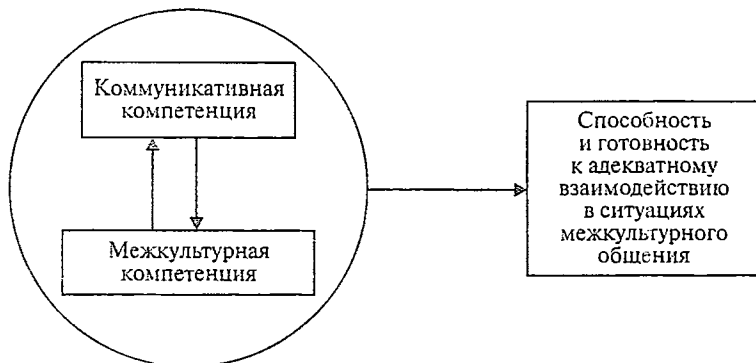 Коммуникативная
компетенция
Межкультурная
компетенция
Способность
и готовность
к адекватному
взаимодействию
в ситуациях
межкультурного
общения